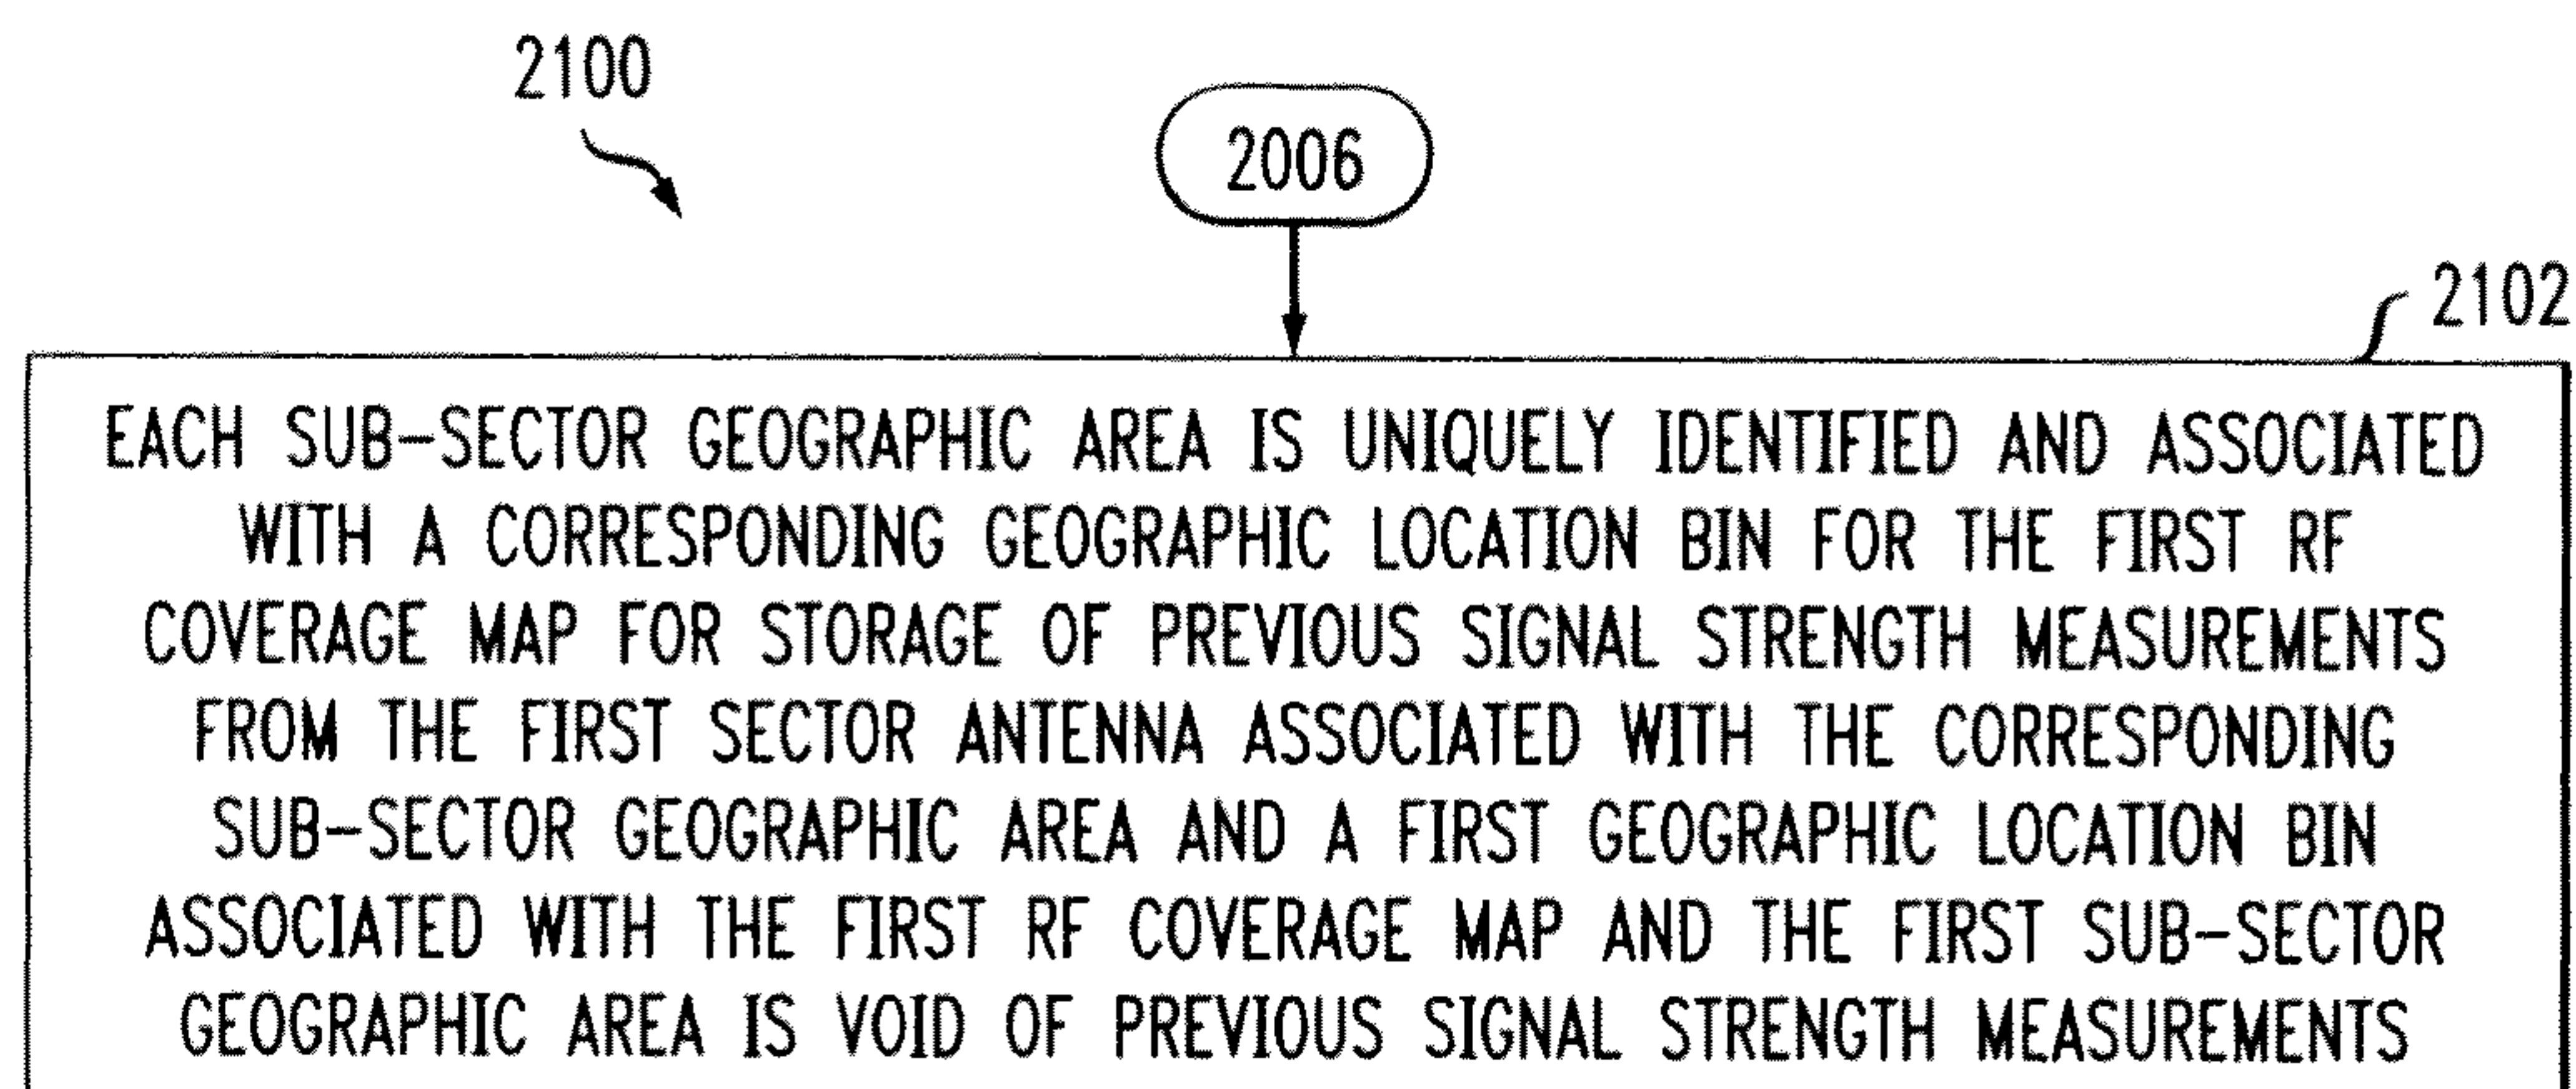 2100
2006
2102
EACH SUB-SECTOR GEOGRAPHIC AREA IS UNIQUELY IDENTIFIED AND ASSOCIATED
WITH A CORRESPONDING GEOGRAPHIC LOCATION BIN FOR THE FIRST RF
COVERAGE MAP FOR STORAGE OF PREVIOUS SIGNAL STRENGTH MEASUREMENTS
FROM THE FIRST SECTOR ANTENNA ASSOCIATED WITH THE CORRESPONDING
SUB-SECTOR GEOGRAPHIC AREA AND A FIRST GEOGRAPHIC LOCATION BIN
ASSOCIATED WITH THE FIRST RF COVERAGE MAP AND THE FIRST SUB-SECTOR
GEOGRAPHIC AREA IS VOID OF PREVIOUS SIGNAL STRENGTH MEASUREMENTS